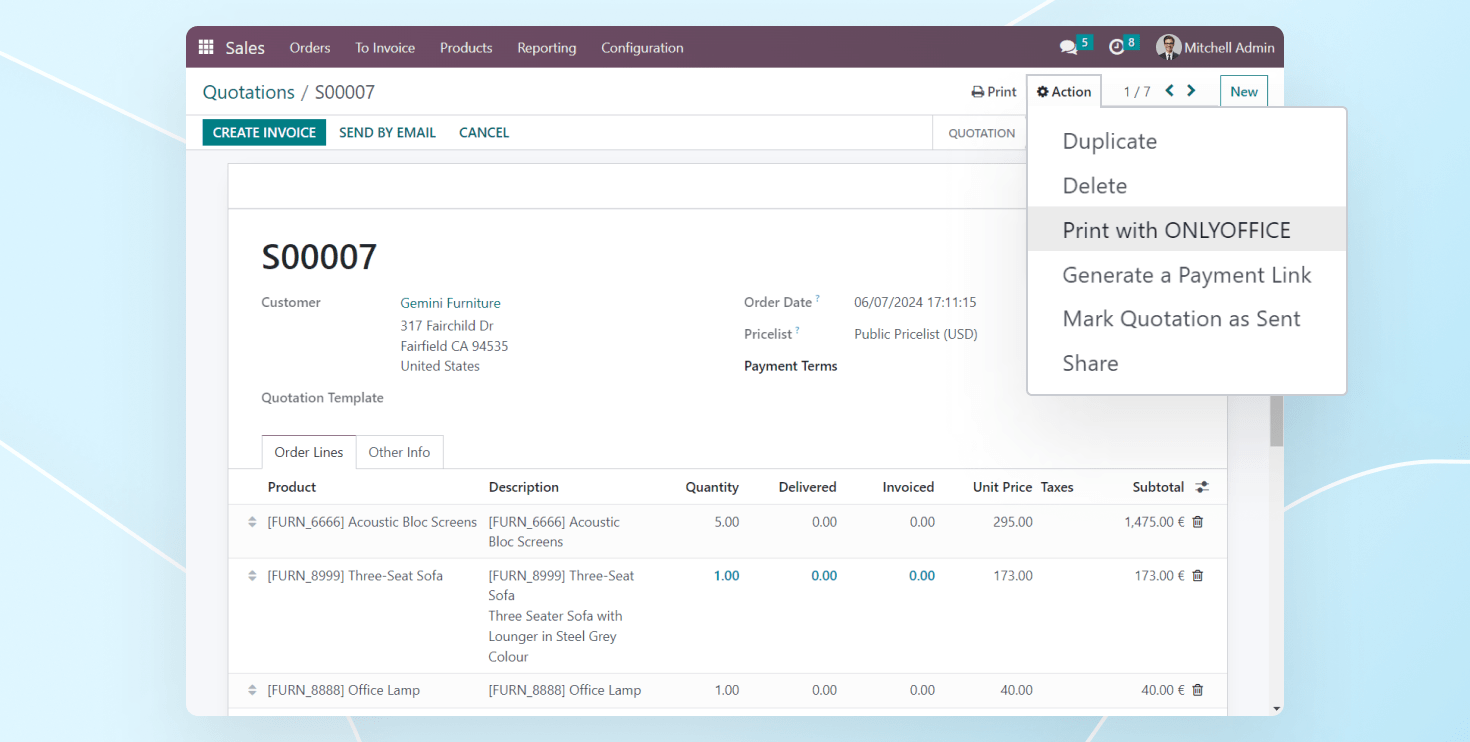 Sales Orders To Invoice Products Reporting Configuration 5 8 Mitchell Admin
Quotations / S00007 Print Action 1 / 7 New
CREATE INVOICE SEND BY EMAIL CANCEL QUOTATION
Duplicate
Delete
Print with ONLYOFFICE
Generate a Payment Link
Mark Quotation as Sent
Share
S00007
Customer Gemini Furniture
317 Fairchild Dr
Fairfield CA 94535
United States
Order Date ? 06/07/2024 17:11:15
Pricelist ? Public Pricelist (USD)
Payment Terms
Quotation Template
Order Lines Other Info
Product Description Quantity Delivered Invoiced Unit Price Taxes Subtotal
[FURN_6666] Acoustic Bloc Screens [FURN_6666] Acoustic 5.00 0.00 0.00 295.00 1,475.00 €
Bloc Screens
[FURN_8999] Three-Seat Sofa [FURN_8999] Three-Seat 1.00 0.00 0.00 173.00 173.00 €
Sofa
Three Seater Sofa with
Lounger in Steel Grey
Colour
[FURN_8888] Office Lamp [FURN_8888] Office Lamp 1.00 0.00 0.00 40.00 40.00 €